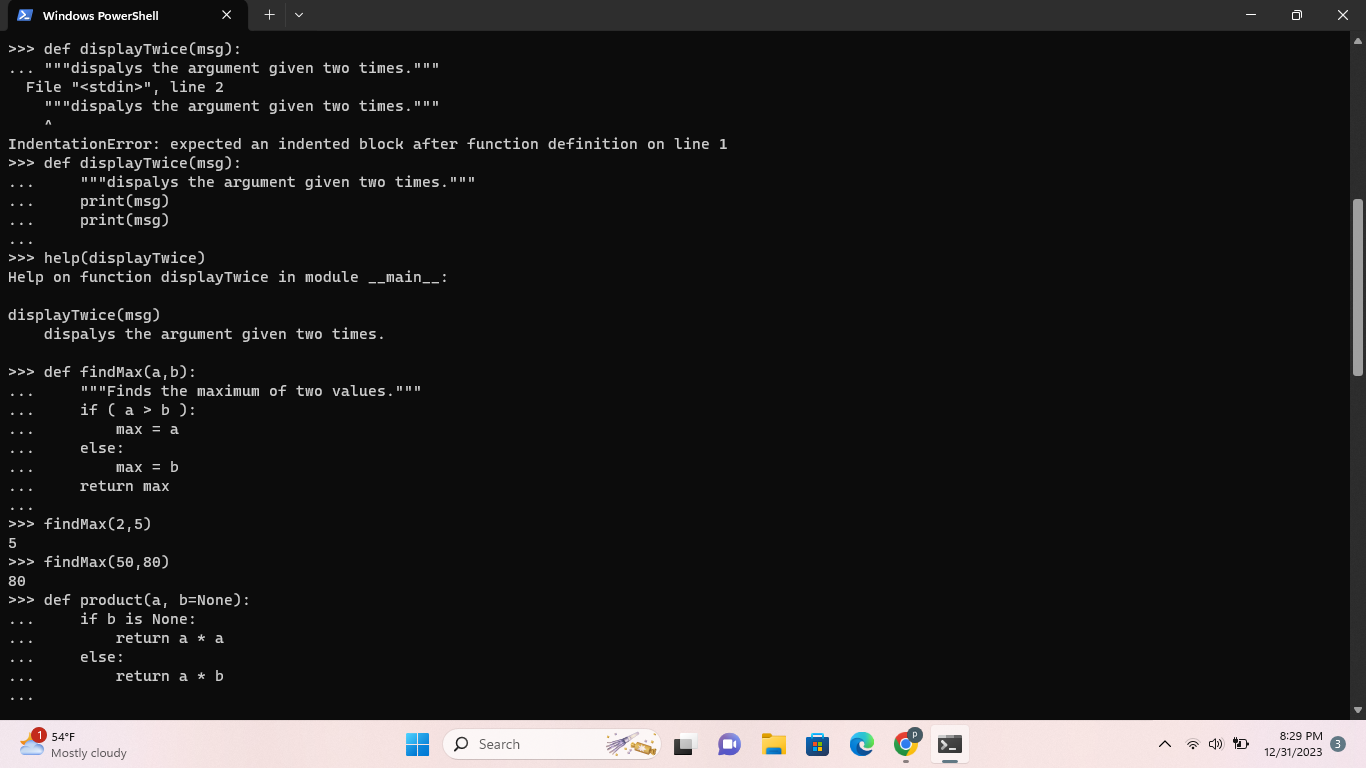 Windows PowerShell
>>> def displayTwice(msg):
... """dispalys the argument given two times."""
  File "<stdin>", line 2
    """dispalys the argument given two times."""
    ^
IndentationError: expected an indented block after function definition on line 1
>>> def displayTwice(msg):
...     """dispalys the argument given two times."""
...     print(msg)
...     print(msg)
...
>>> help(displayTwice)
Help on function displayTwice in module __main__:

displayTwice(msg)
    dispalys the argument given two times.

>>> def findMax(a,b):
...     """Finds the maximum of two values."""
...     if ( a > b ):
...         max = a
...     else:
...         max = b
...     return max
...
>>> findMax(2,5)
5
>>> findMax(50,80)
80
>>> def product(a, b=None):
...     if b is None:
...         return a * a
...     else:
...         return a * b
...
1
54°F
Mostly cloudy
Search
P
8:29 PM
12/31/2023
3